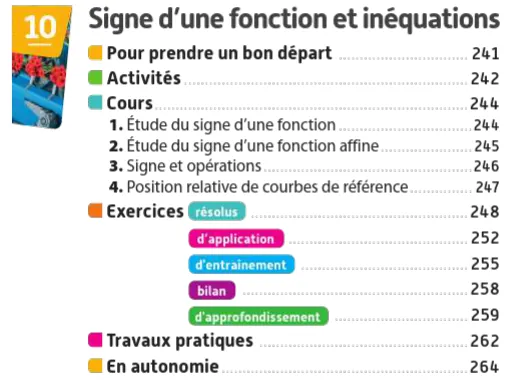 10
Signe d'une fonction et inéquations
Pour prendre un bon départ 241
Activités 242
Cours 244
1. Étude du signe d'une fonction 244
2. Étude du signe d'une fonction affine 245
3. Signe et opérations 246
4. Position relative de courbes de référence 247
Exercices résolus 248
d'application 252
d'entraînement 255
bilan 258
d'approfondissement 259
Travaux pratiques 262
En autonomie 264